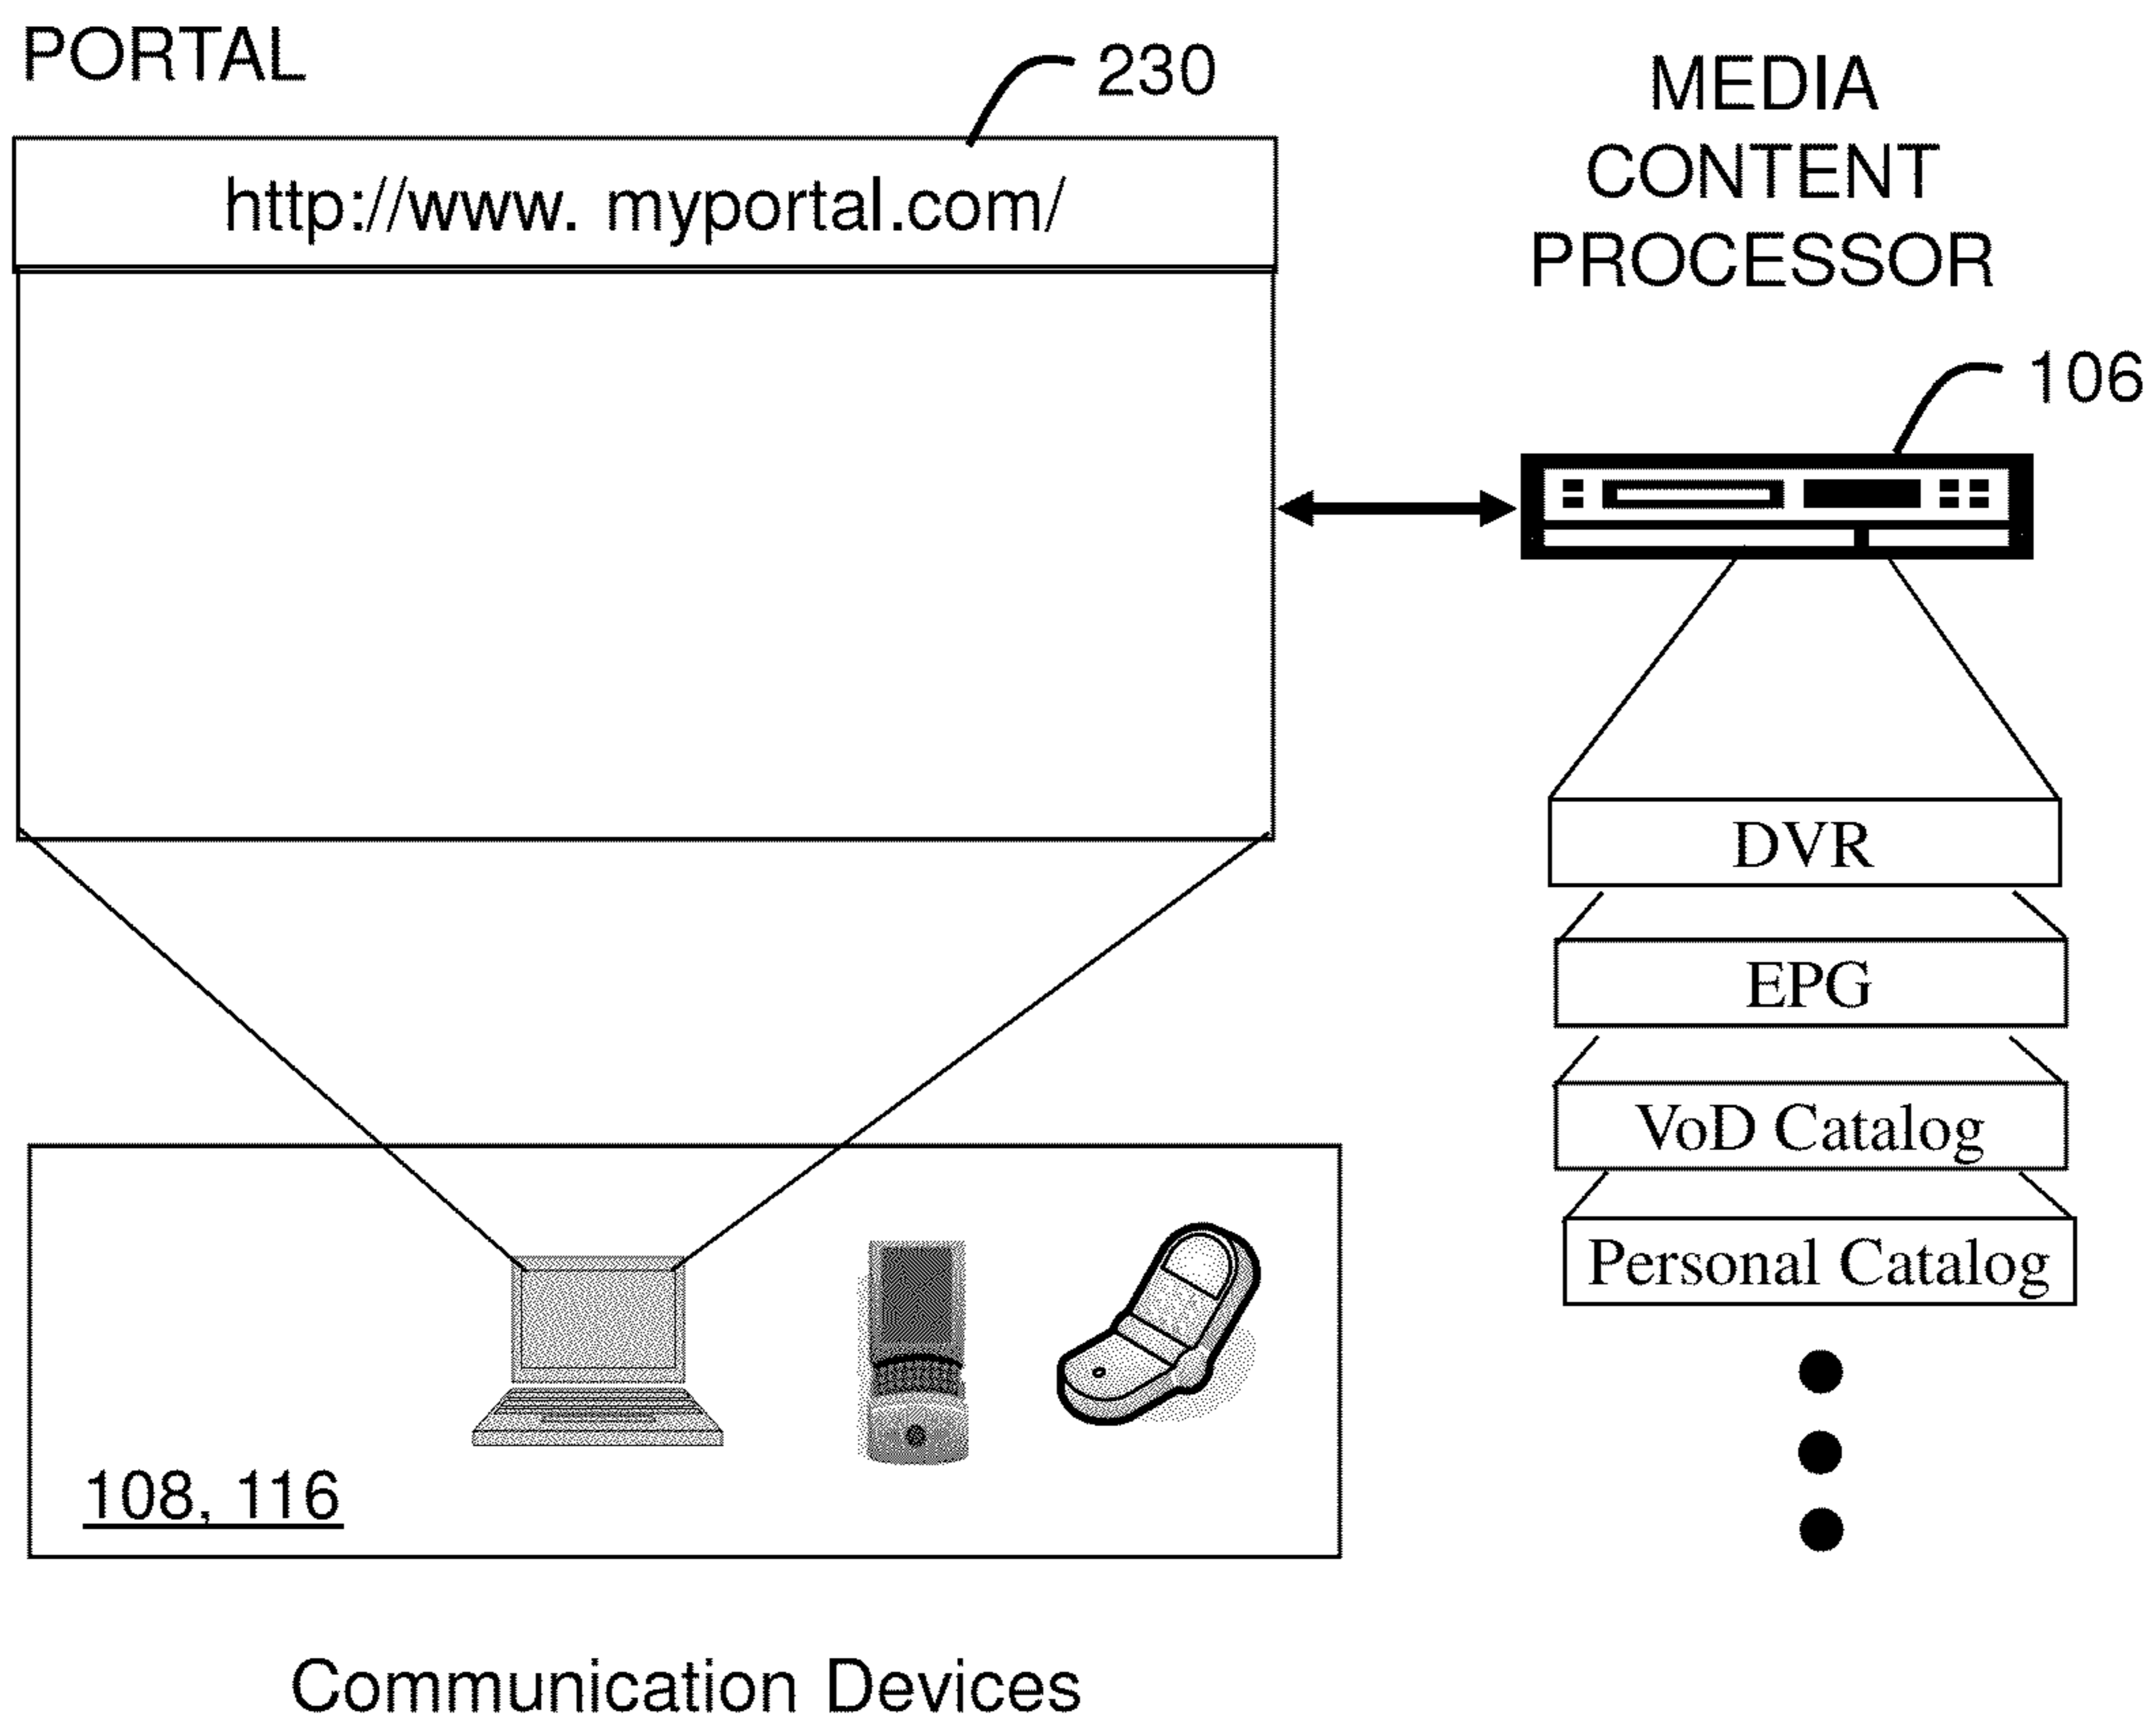 PORTAL
230
http://www. myportal.com/
MEDIA
CONTENT
PROCESSOR
106
DVR
EPG
VoD Catalog
Personal Catalog
108, 116
Communication Devices